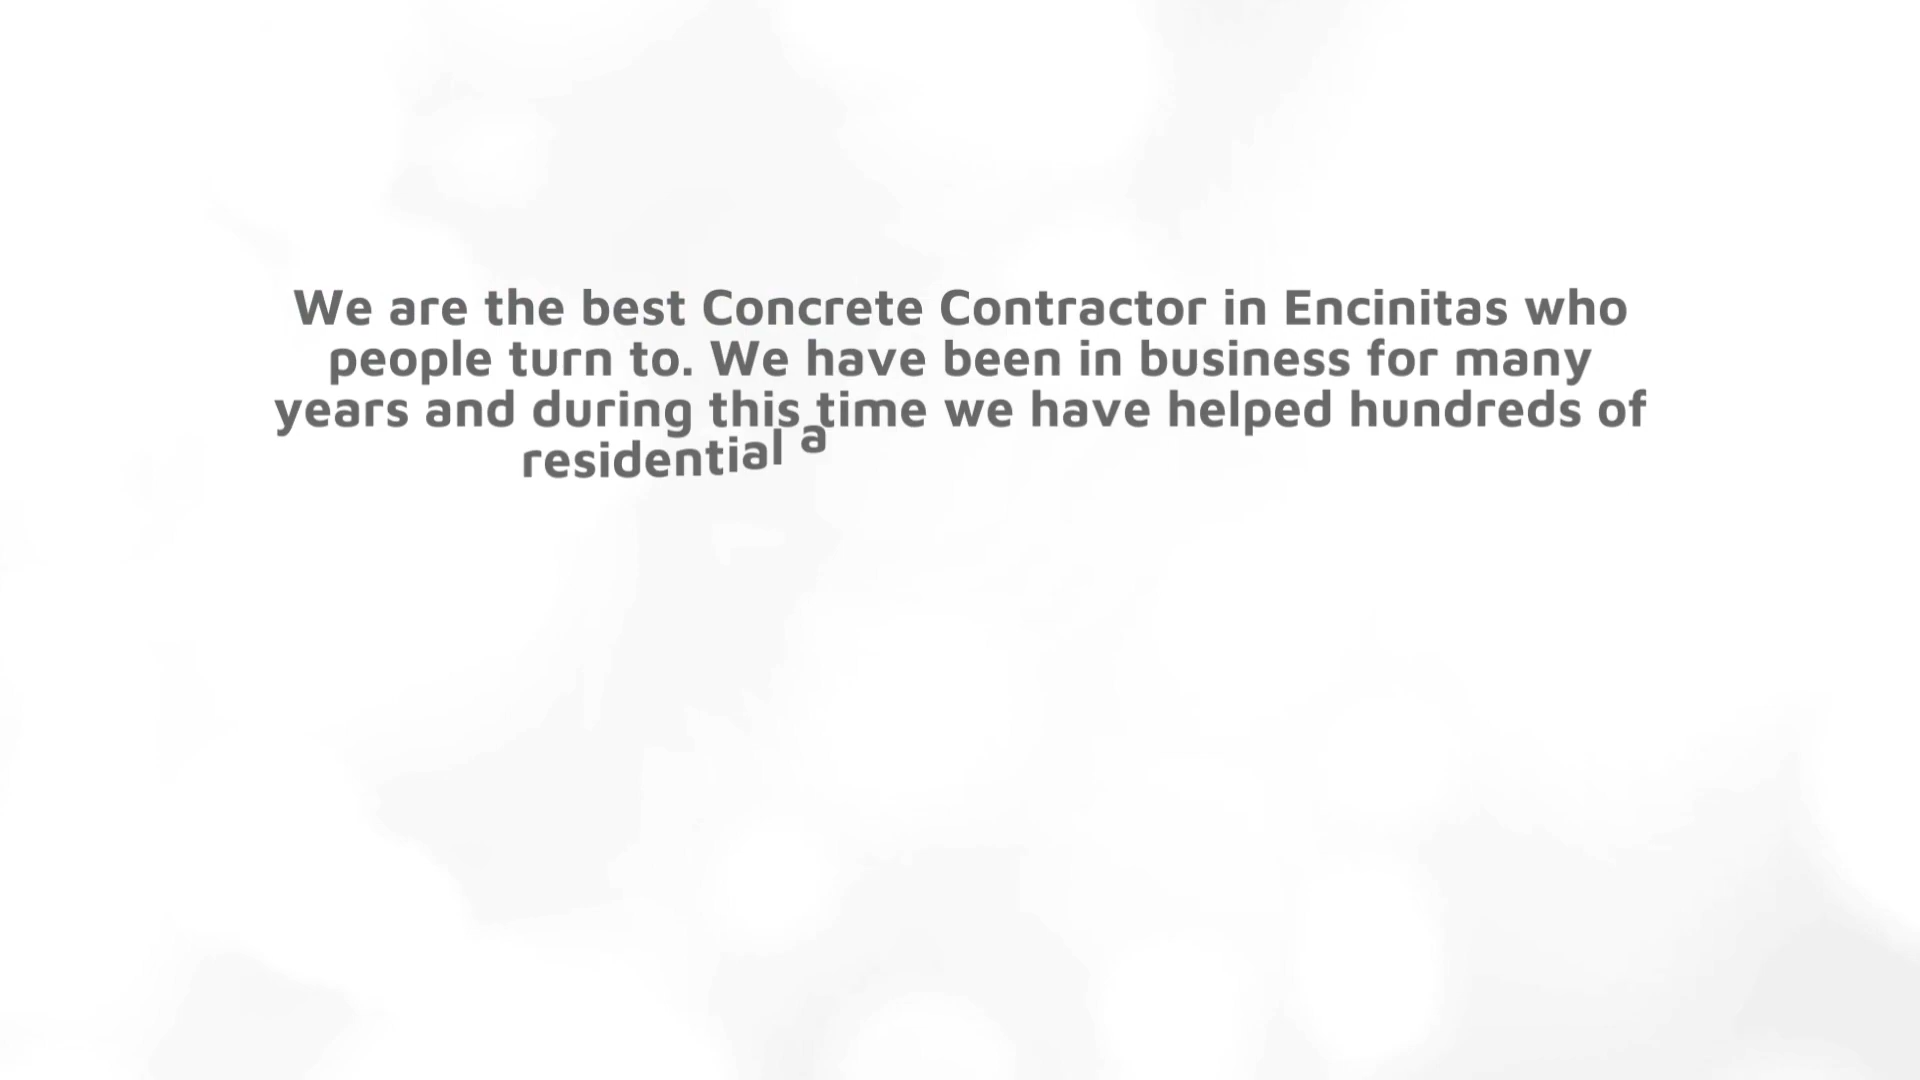 We are the best Concrete Contractor in Encinitas who
people turn to. We have been in business for many
years and during this time we have helped hundreds of
residential a